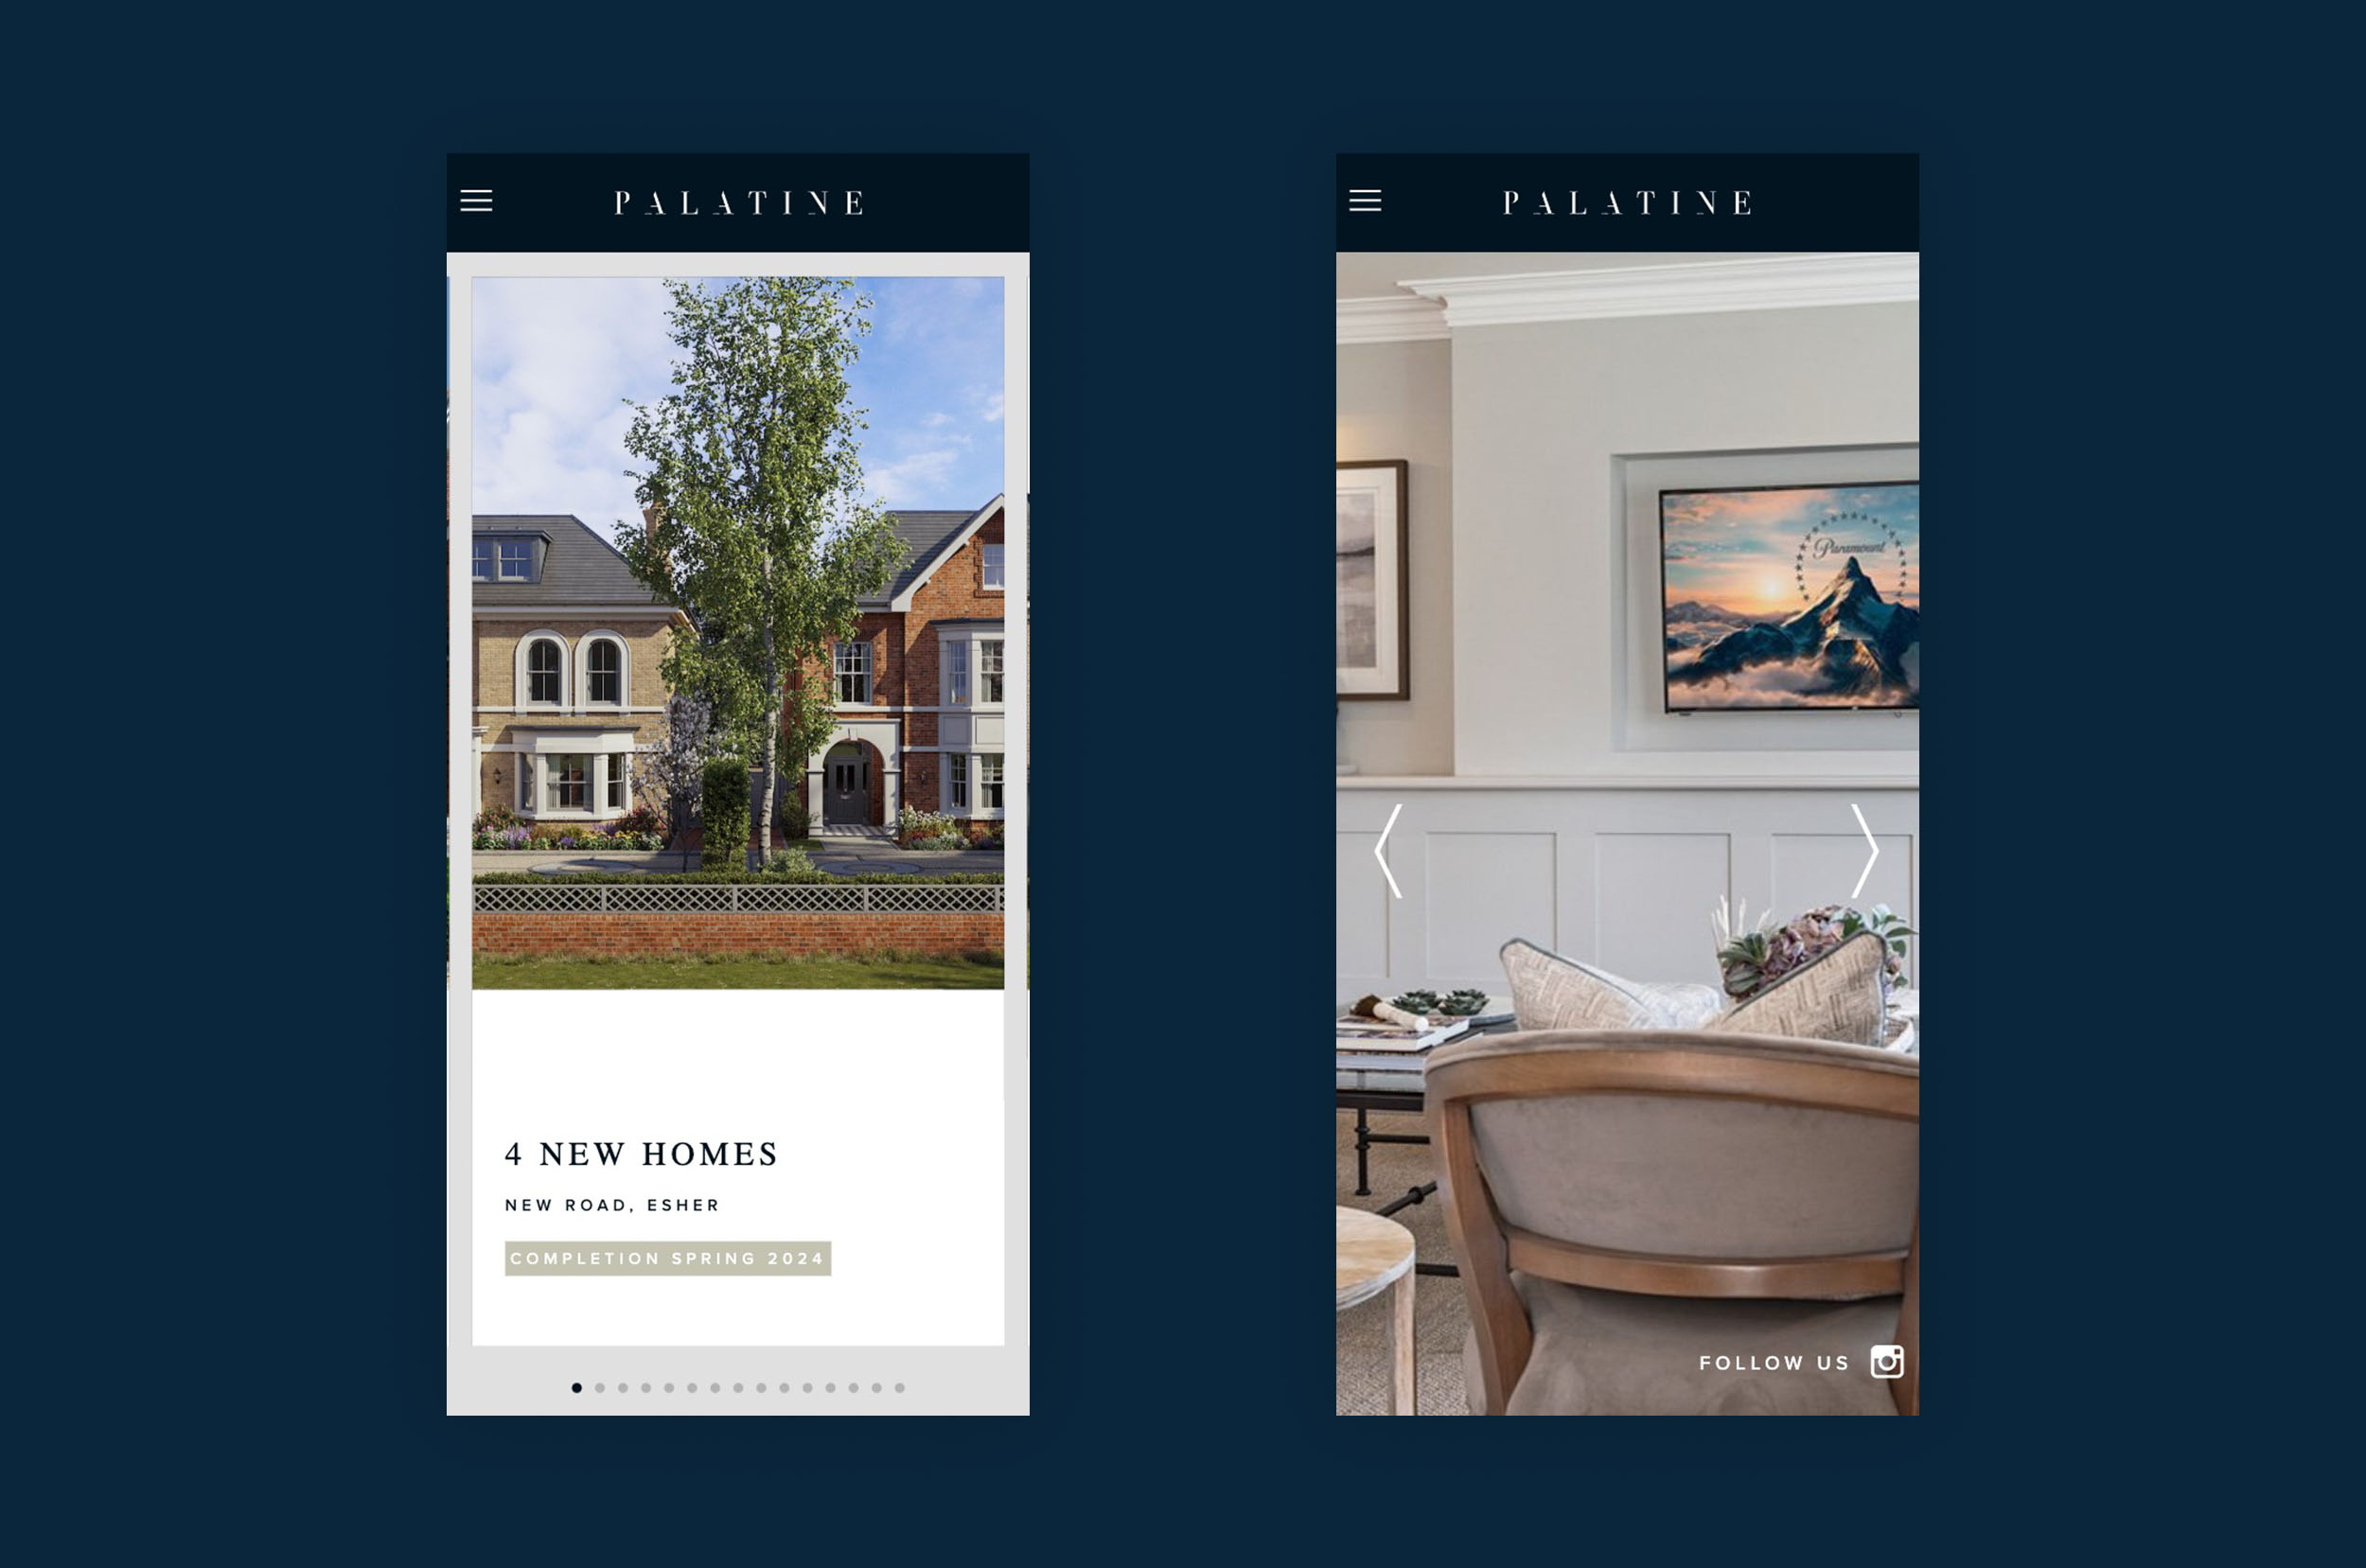 PALATINE
4 NEW HOMES
NEW ROAD, ESHER
COMPLETION SPRING 2024
PALATINE
Paramount
FOLLOW US